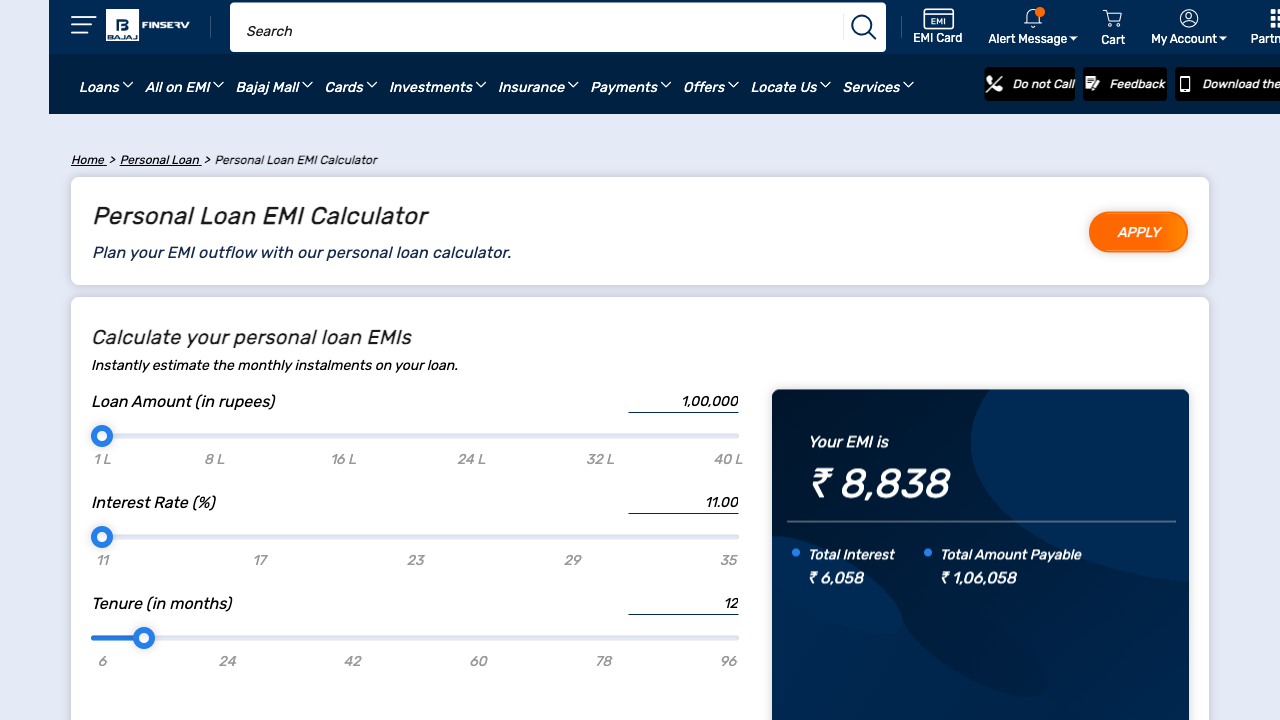 BAJAJ FINSERV
Search
EMI
EMI Card
Alert Message
Cart
My Account
Loans All on EMI Bajaj Mall Cards Investments Insurance Payments Offers Locate Us Services
Do not Call Feedback Download the
Home > Personal Loan > Personal Loan EMI Calculator
Personal Loan EMI Calculator
Plan your EMI outflow with our personal loan calculator.
APPLY
Calculate your personal loan EMIs
Instantly estimate the monthly instalments on your loan.
Loan Amount (in rupees) 1,00,000
1 L 8 L 16 L 24 L 32 L 40 L
Interest Rate (%) 11.00
11 17 23 29 35
Tenure (in months) 12
6 24 42 60 78 96
Your EMI is
₹ 8,838
Total Interest
₹ 6,058
Total Amount Payable
₹ 1,06,058